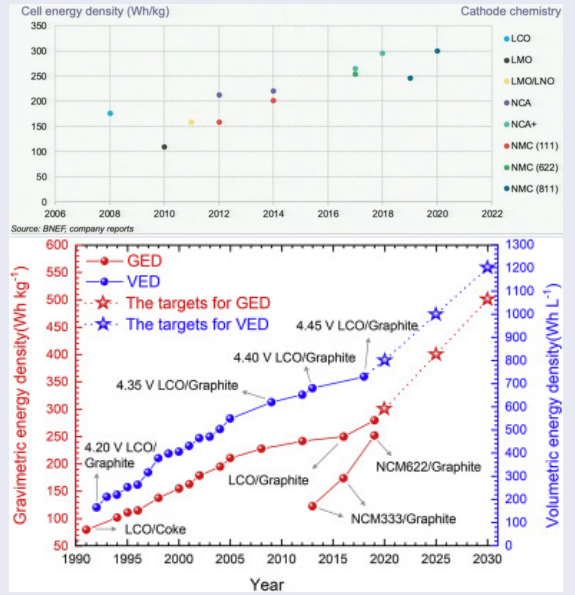 Cell energy density (Wh/kg)
Cathode chemistry
350
300
250
200
150
100
50
0
2006 2008 2010 2012 2014 2016 2018 2020 2022
LCO
LMO
LMO/LNO
NCA
NCA+
NMC (111)
NMC (622)
NMC (811)
Source: BNEF, company reports
Gravimetric energy density(Wh kg-1)
600
550
500
450
400
350
300
250
200
150
100
50
GED
VED
The targets for GED
The targets for VED
4.45 V LCO/Graphite
4.40 V LCO/Graphite
4.35 V LCO/Graphite
4.20 V LCO/
Graphite
LCO/Graphite
NCM622/Graphite
NCM333/Graphite
LCO/Coke
1300
1200
1100
1000
900
800
700
600
500
400
300
200
100
0
Volumetric energy density(Wh L-1)
1990 1995 2000 2005 2010 2015 2020 2025 2030
Year